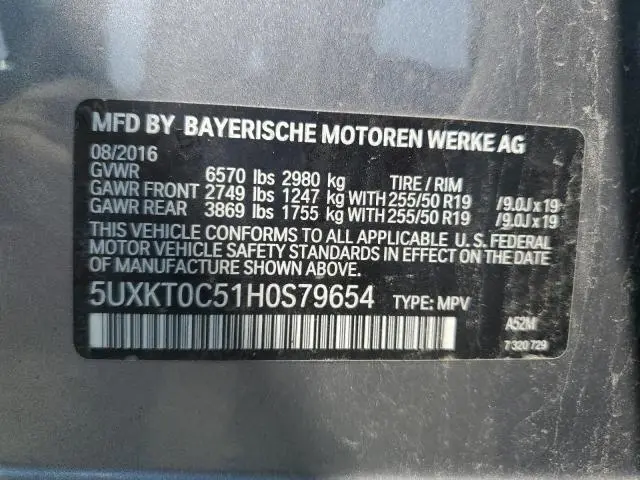 MFD BY BAYERISCHE MOTOREN WERKE AG
08/2016
GVWR 6570 lbs 2980 kg TIRE / RIM
GAWR FRONT 2749 lbs 1247 kg WITH 255/50 R19 /9.0J x 19
GAWR REAR 3869 lbs 1755 kg WITH 255/50 R19 /9.0J x 19
THIS VEHICLE CONFORMS TO ALL APPLICABLE U.S. FEDERAL
MOTOR VEHICLE SAFETY STANDARDS IN EFFECT ON THE DATE
OF MANUFACTURE SHOWN ABOVE.
5UXKT0C51H0S79654 TYPE: MPV
A52M
7 320 729